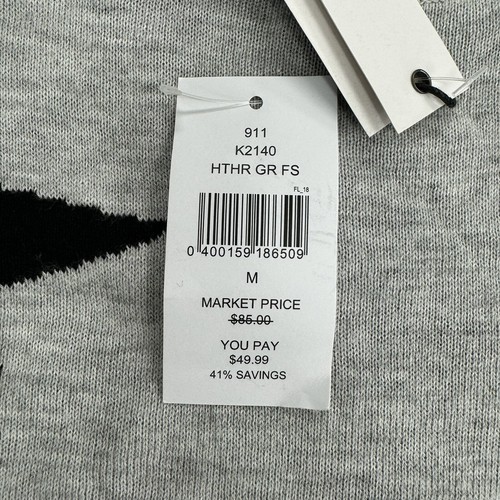 911
K2140
HTHR GR FS
FL_18
0 400159 186509
M
MARKET PRICE
$85.00
YOU PAY
$49.99
41% SAVINGS